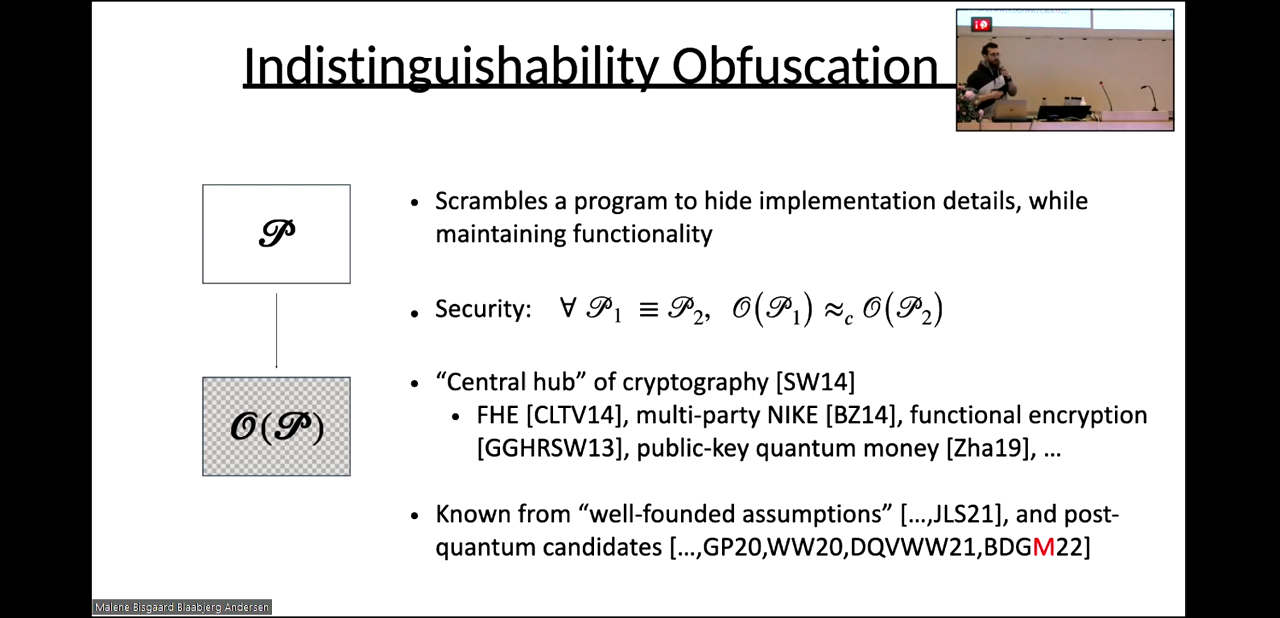 Indistinguishability Obfuscation
𝒫
𝒪(𝒫)
• Scrambles a program to hide implementation details, while
maintaining functionality
• Security: ∀ 𝒫₁ ≡ 𝒫₂, 𝒪(𝒫₁) ≈c 𝒪(𝒫₂)
• “Central hub” of cryptography [SW14]
• FHE [CLTV14], multi-party NIKE [BZ14], functional encryption
[GGHRSW13], public-key quantum money [Zha19], ...
• Known from “well-founded assumptions” [...,JLS21], and post-
quantum candidates [...,GP20,WW20,DQVWW21,BDGM22]
Malene Bisgaard Blaabjerg Andersen